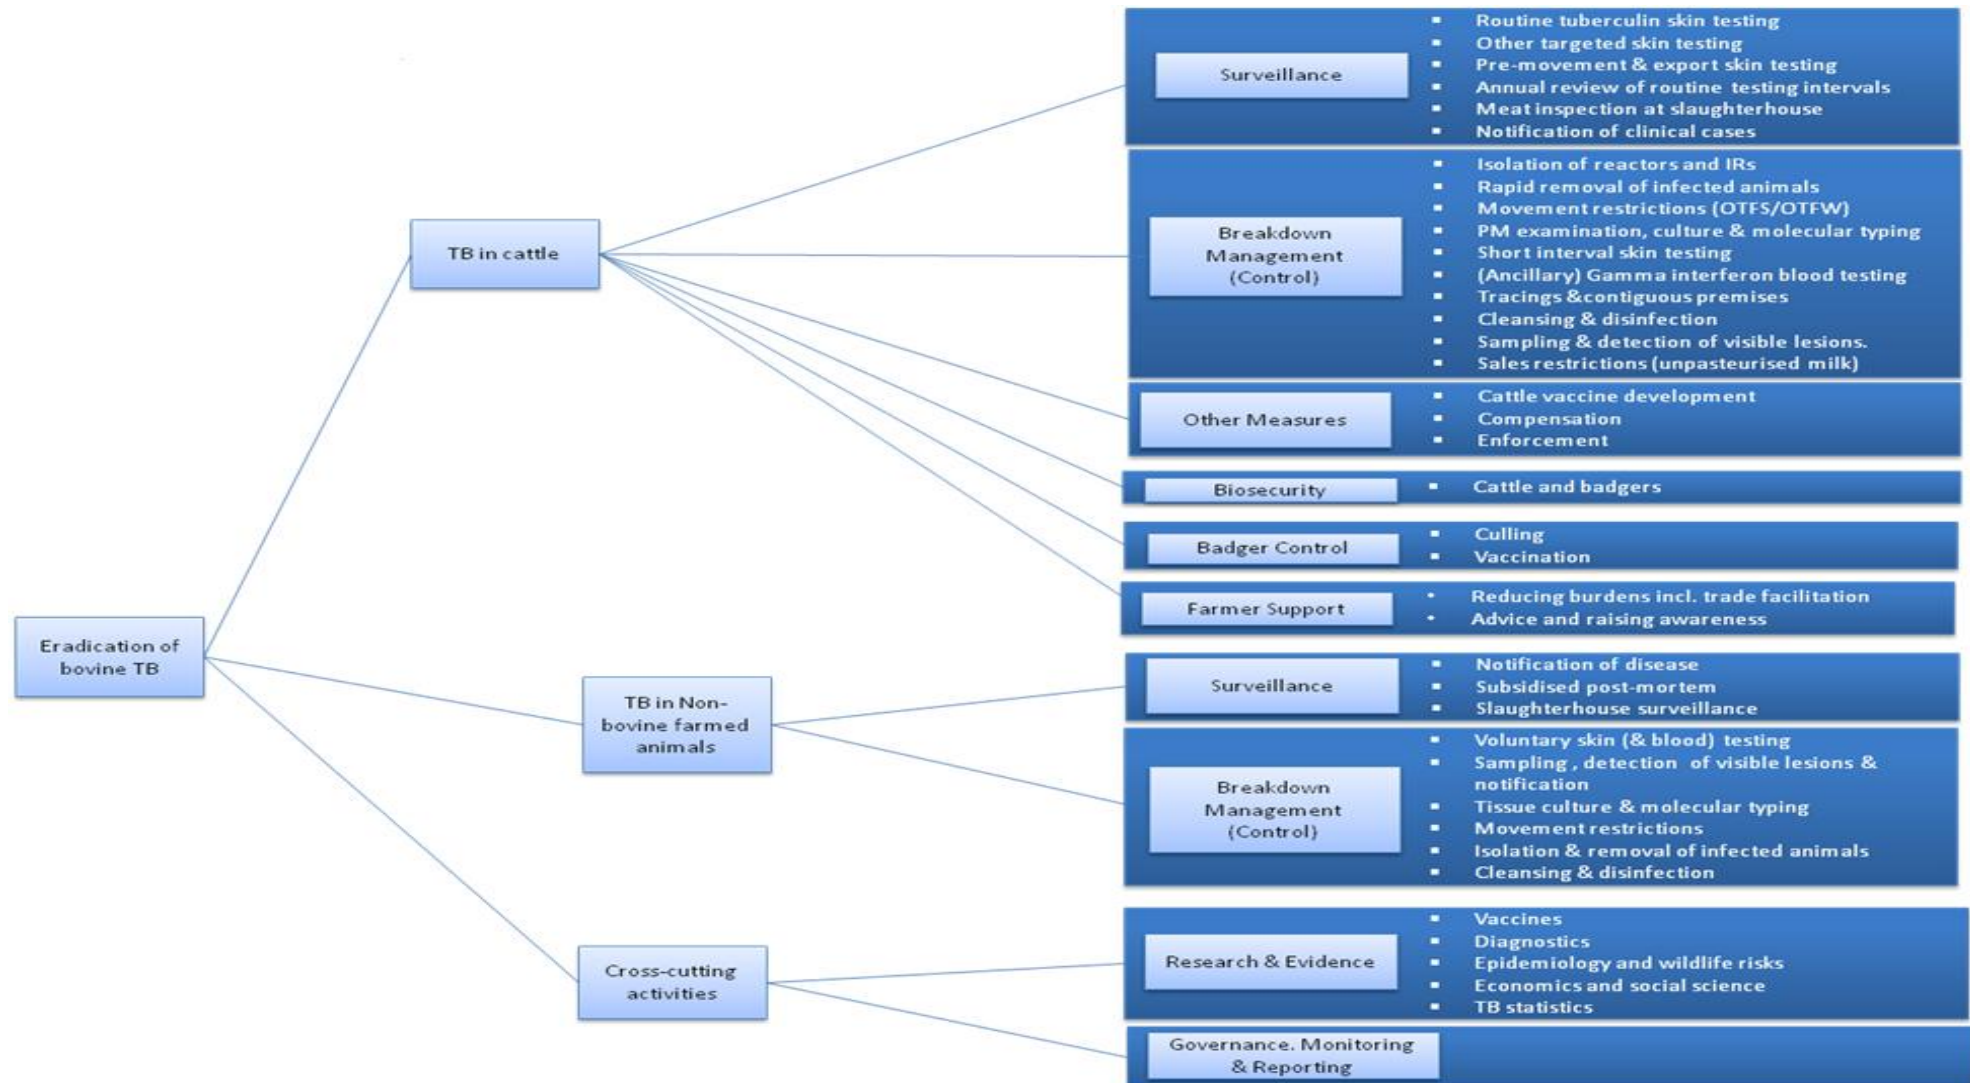 Eradication of
bovine TB
TB in cattle
Surveillance
▪ Routine tuberculin skin testing
▪ Other targeted skin testing
▪ Pre-movement & export skin testing
▪ Annual review of routine testing intervals
▪ Meat inspection at slaughterhouse
▪ Notification of clinical cases
Breakdown
Management
(Control)
▪ Isolation of reactors and IRs
▪ Rapid removal of infected animals
▪ Movement restrictions (OTFS/OTFW)
▪ PM examination, culture & molecular typing
▪ Short interval skin testing
▪ (Ancillary) Gamma interferon blood testing
▪ Tracings &contiguous premises
▪ Cleansing & disinfection
▪ Sampling & detection of visible lesions.
▪ Sales restrictions (unpasteurised milk)
Other Measures
▪ Cattle vaccine development
▪ Compensation
▪ Enforcement
Biosecurity
▪ Cattle and badgers
Badger Control
▪ Culling
▪ Vaccination
Farmer Support
• Reducing burdens incl. trade facilitation
• Advice and raising awareness
TB in Non-
bovine farmed
animals
Surveillance
▪ Notification of disease
▪ Subsidised post-mortem
▪ Slaughterhouse surveillance
Breakdown
Management
(Control)
▪ Voluntary skin (& blood) testing
▪ Sampling , detection of visible lesions &
notification
▪ Tissue culture & molecular typing
▪ Movement restrictions
▪ Isolation & removal of infected animals
▪ Cleansing & disinfection
Cross-cutting
activities
Research & Evidence
▪ Vaccines
▪ Diagnostics
▪ Epidemiology and wildlife risks
▪ Economics and social science
▪ TB statistics
Governance. Monitoring
& Reporting